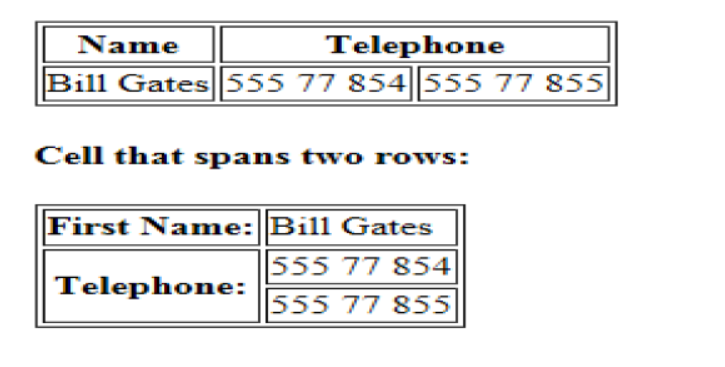 Name Telephone
Bill Gates 555 77 854 555 77 855
Cell that spans two rows:
First Name: Bill Gates
Telephone: 555 77 854
555 77 855